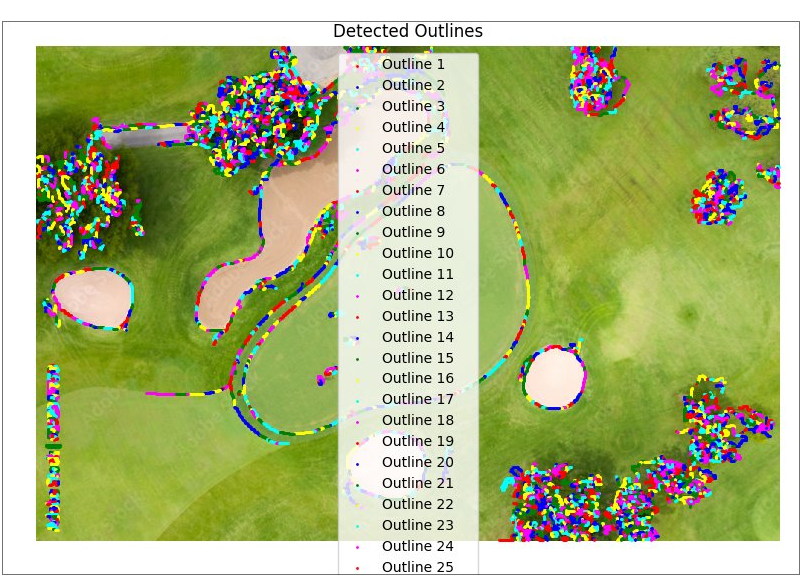 Detected Outlines
Outline 1
Outline 2
Outline 3
Outline 4
Outline 5
Outline 6
Outline 7
Outline 8
Outline 9
Outline 10
Outline 11
Outline 12
Outline 13
Outline 14
Outline 15
Outline 16
Outline 17
Outline 18
Outline 19
Outline 20
Outline 21
Outline 22
Outline 23
Outline 24
Outline 25